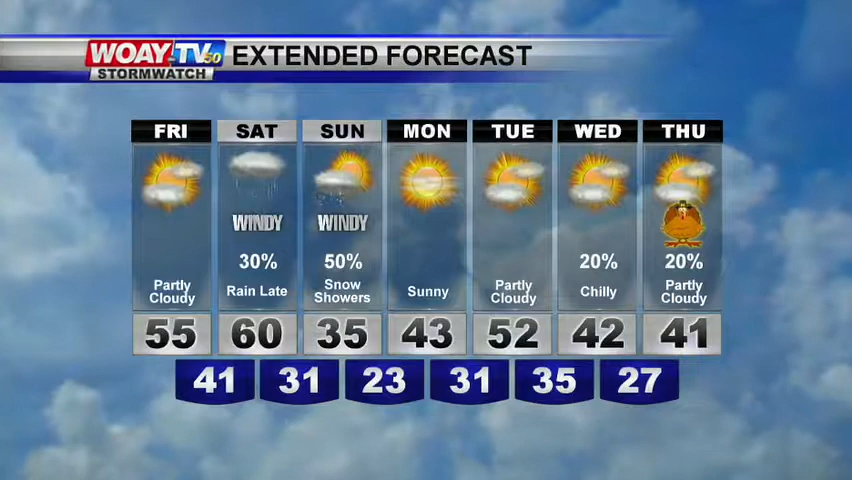 WOAY-TV 50
STORMWATCH
EXTENDED FORECAST
FRI SAT SUN MON TUE WED THU
WINDY WINDY
30% 50% 20% 20%
Partly
Cloudy
Rain Late
Snow
Showers
Sunny
Partly
Cloudy
Chilly
Partly
Cloudy
55 60 35 43 52 42 41
41 31 23 31 35 27